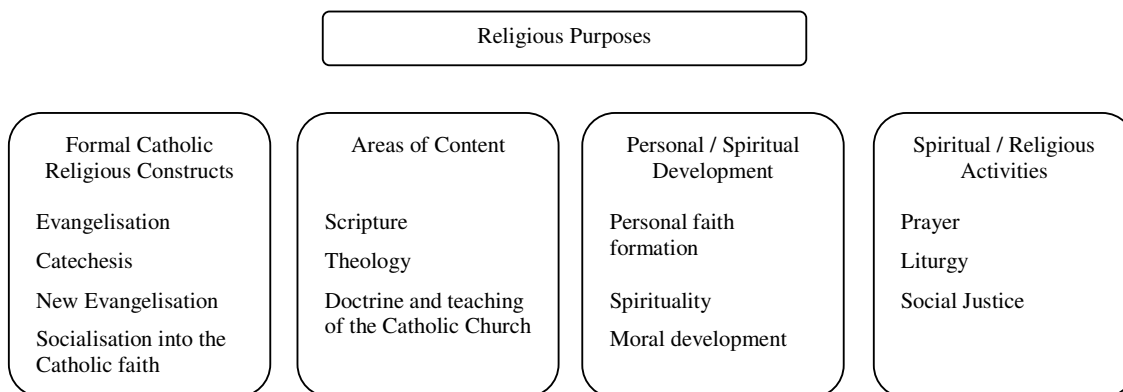 Religious Purposes
Formal Catholic
Religious Constructs
Evangelisation
Catechesis
New Evangelisation
Socialisation into the
Catholic faith
Areas of Content
Scripture
Theology
Doctrine and teaching
of the Catholic Church
Personal / Spiritual
Development
Personal faith
formation
Spirituality
Moral development
Spiritual / Religious
Activities
Prayer
Liturgy
Social Justice